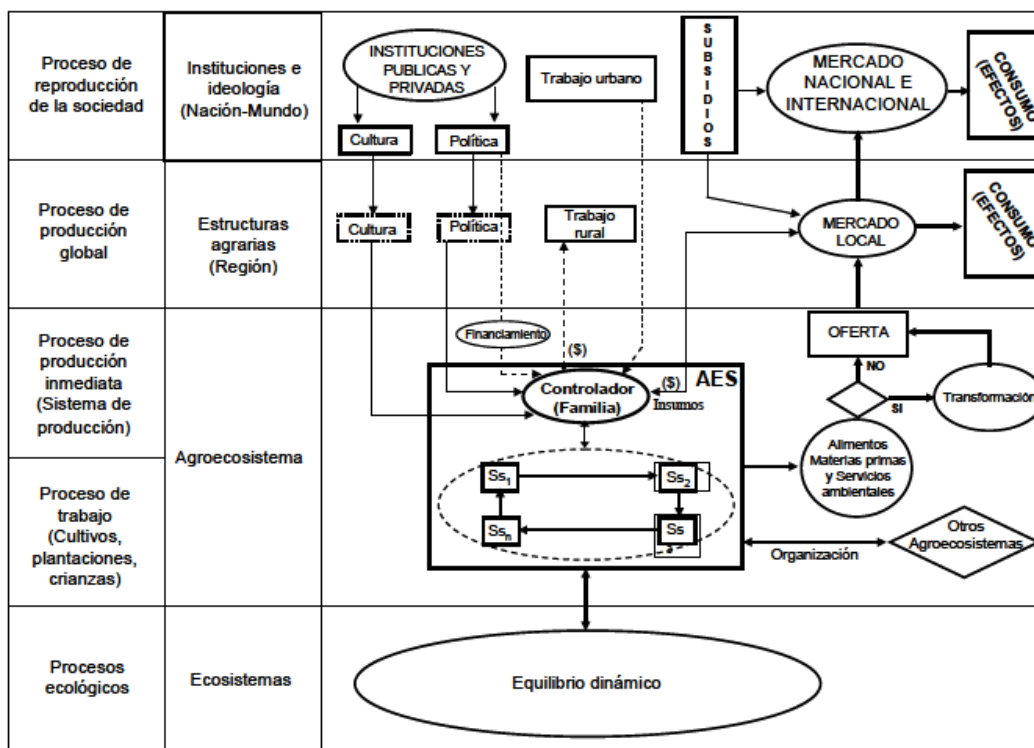 Proceso de
reproducción
de la sociedad
Instituciones e
ideología
(Nación-Mundo)
INSTITUCIONES
PUBLICAS Y
PRIVADAS
Cultura
Política
Trabajo urbano
SUBSIDIOS
MERCADO
NACIONAL E
INTERNACIONAL
CONSUMO
(EFECTOS)
Proceso de
producción
global
Estructuras
agrarias
(Región)
Cultura
Política
Trabajo
rural
MERCADO
LOCAL
CONSUMO
(EFECTOS)
Proceso de
producción
inmediata
(Sistema de
producción)
Proceso de
trabajo
(Cultivos,
plantaciones,
crianzas)
Agroecosistema
Financiamiento
($)
AES
Controlador
(Familia)
($)
Insumos
Ss1
Ss2
Ssn
Ss
3
OFERTA
NO
SI
Transformación
Alimentos
Materias primas
y Servicios
ambientales
Organización
Otros
Agroecosistemas
Procesos
ecológicos
Ecosistemas
Equilibrio dinámico